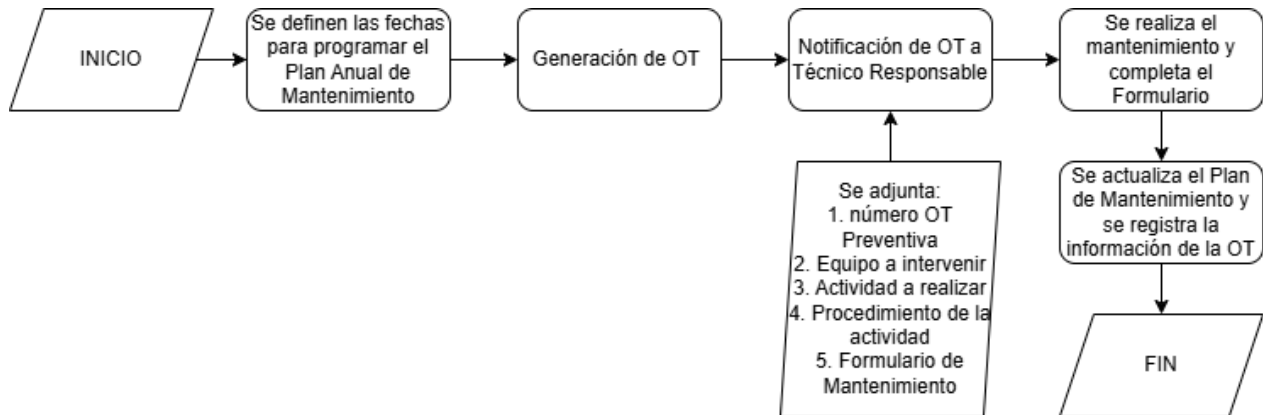 INICIO
Se definen las fechas
para programar el
Plan Anual de
Mantenimiento
Generación de OT
Notificación de OT a
Técnico Responsable
Se realiza el
mantenimiento y
completa el
Formulario
Se adjunta:
1. número OT
Preventiva
2. Equipo a intervenir
3. Actividad a realizar
4. Procedimiento de la
actividad
5. Formulario de
Mantenimiento
Se actualiza el Plan
de Mantenimiento y
se registra la
información de la OT
FIN